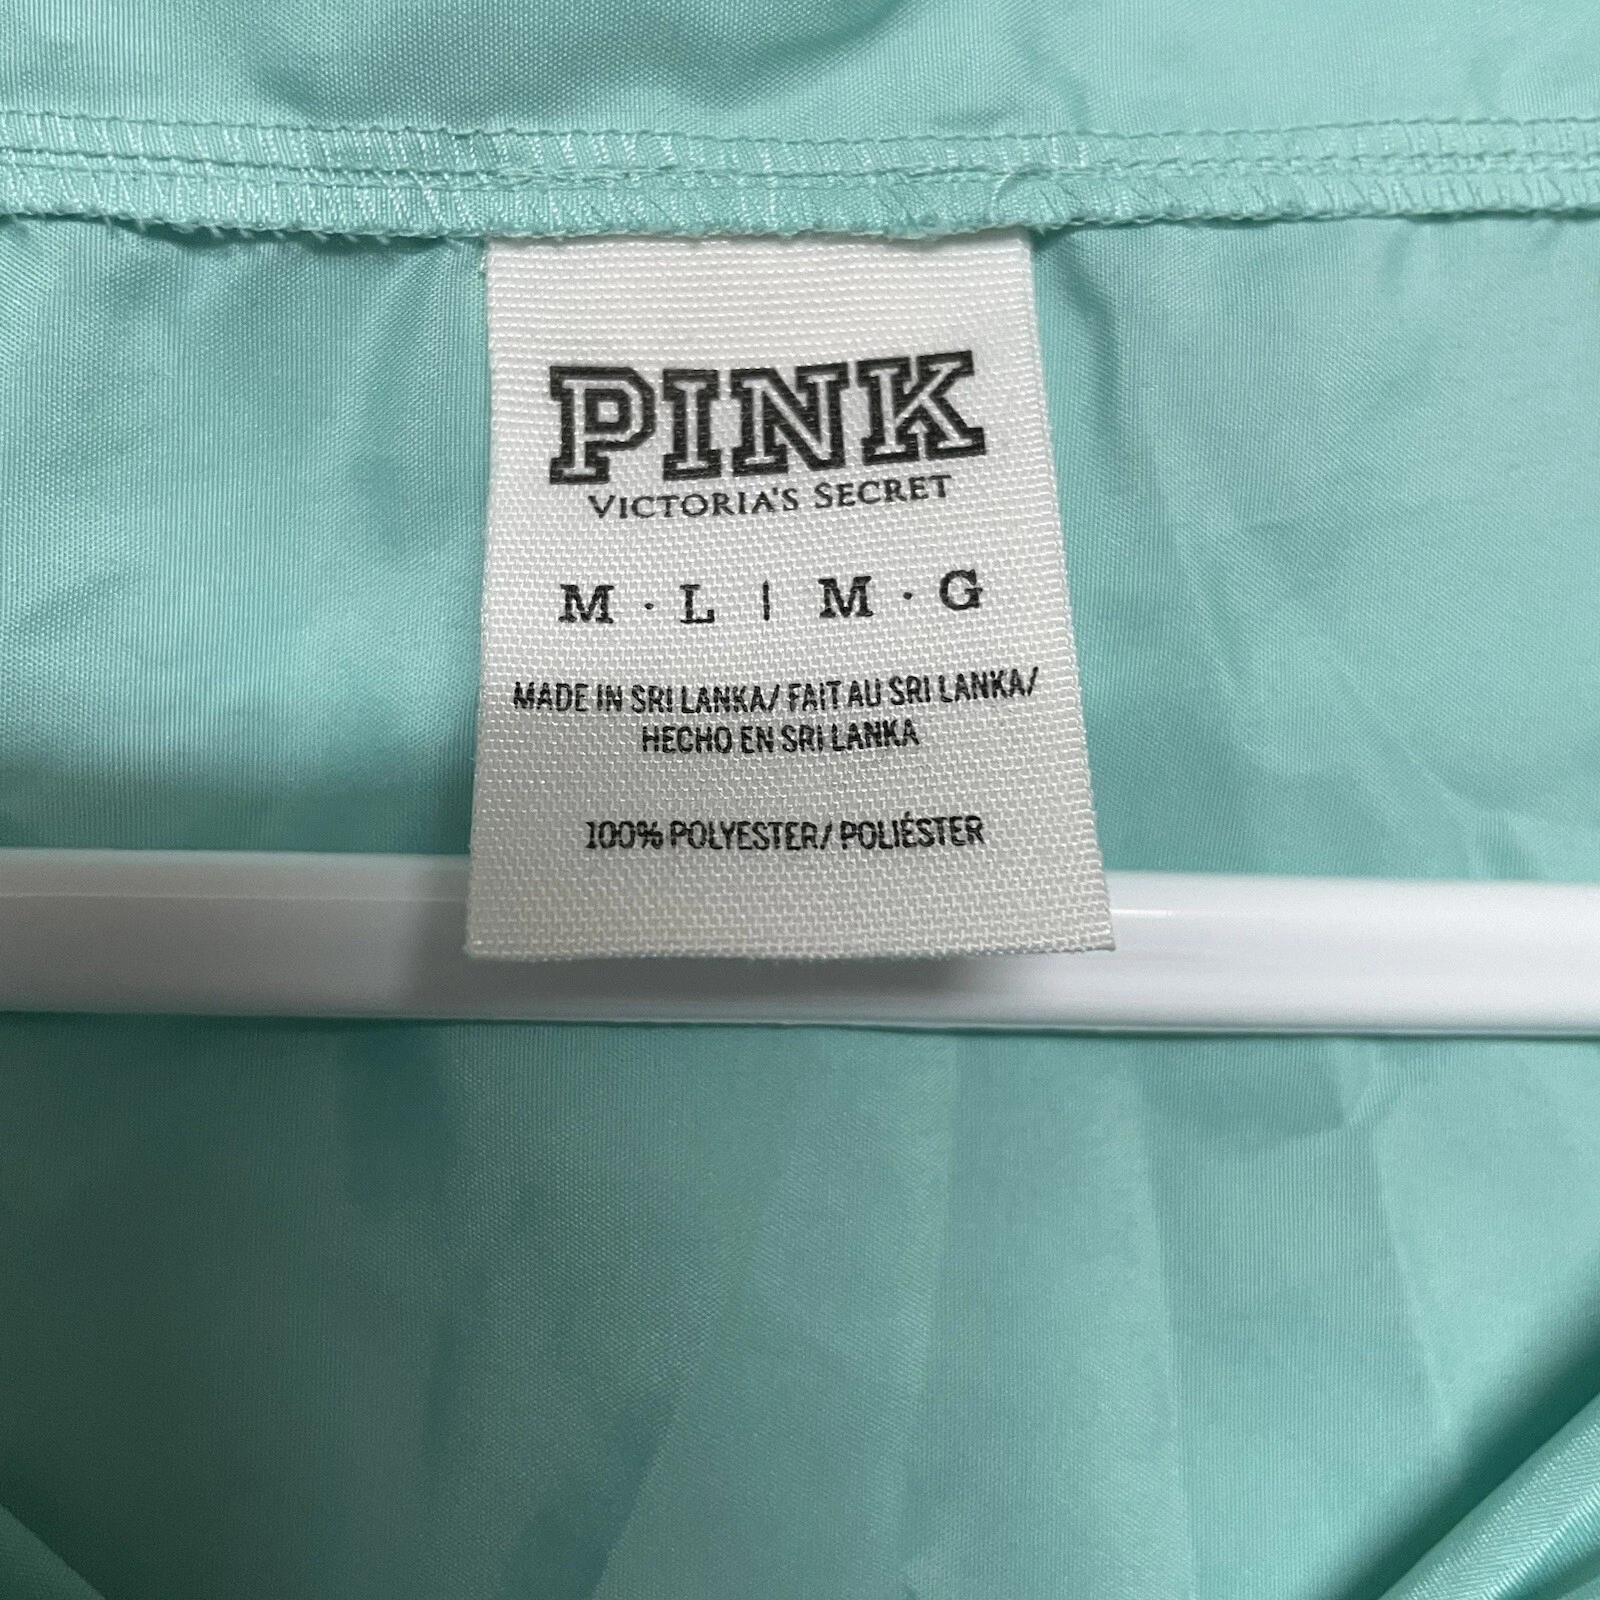 PINK
VICTORIA'S SECRET
M · L | M · G
MADE IN SRI LANKA/ FAIT AU SRI LANKA/
HECHO EN SRI LANKA
100% POLYESTER/ POLIÉSTER